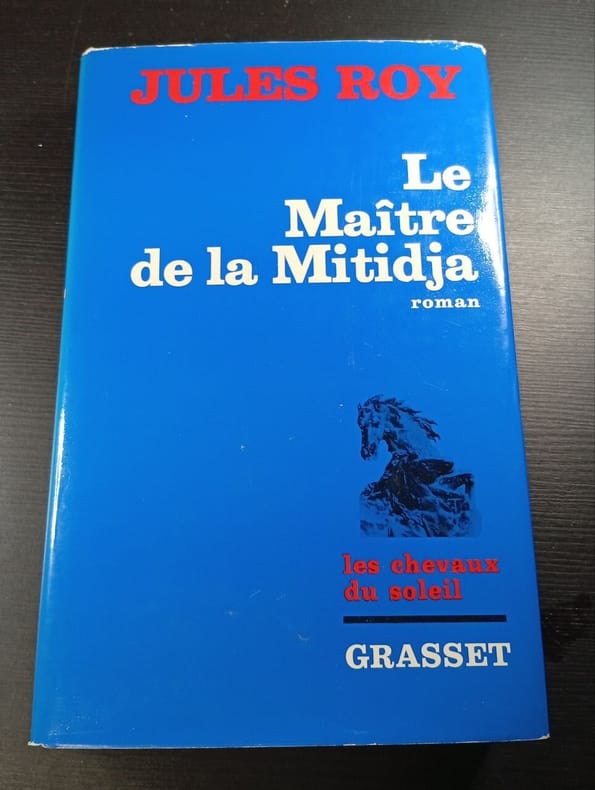 JULES ROY
Le
Maître
de la Mitidja
roman
les chevaux
du soleil
GRASSET